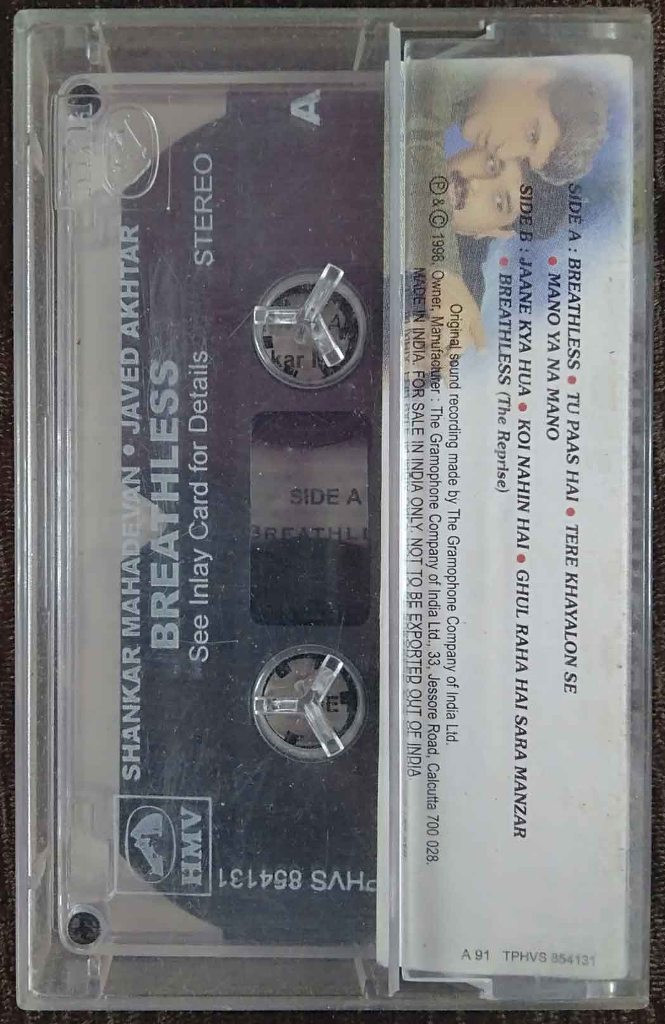 SIDE A : BREATHLESS • TU PAAS HAI • TERE KHAYALON SE
• MANO YA NA MANO
SIDE B : JAANE KYA HUA • KOI NAHIN HAI • GHUL RAHA HAI SARA MANZAR
• BREATHLESS (The Reprise)
Original sound recording made by The Gramophone Company of India Ltd.
Ⓟ & © 1998. Owner, Manufacturer : The Gramophone Company of India Ltd., 33, Jessore Road, Calcutta 700 028.
MADE IN INDIA. FOR SALE IN INDIA ONLY. NOT TO BE EXPORTED OUT OF INDIA
A 91 TPHVS 854131
A
STEREO
SHANKAR MAHADEVAN • JAVED AKHTAR
BREATHLESS
See Inlay Card for Details
HMV
PHVS 854131
SIDE A
BREATHL